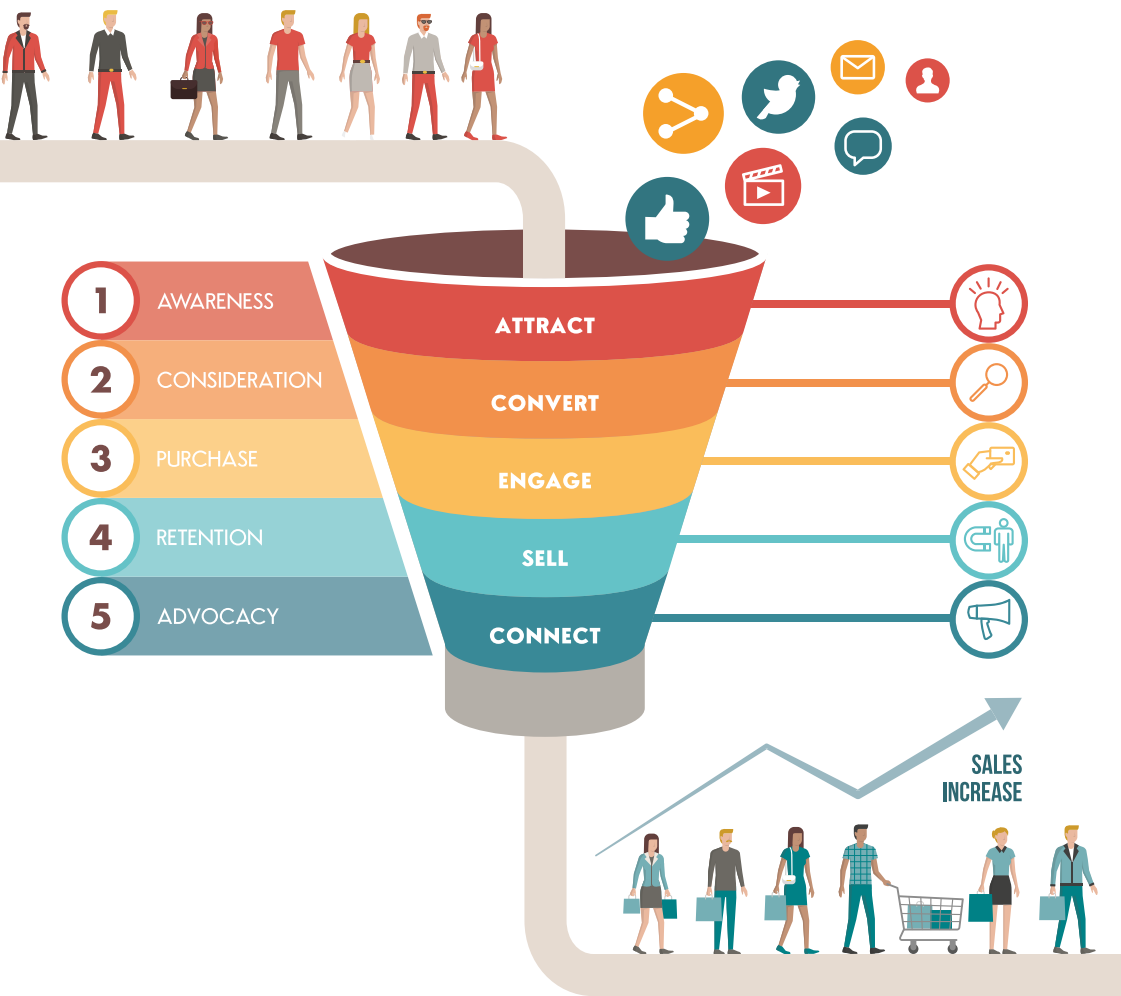 1 AWARENESS
ATTRACT
2 CONSIDERATION
CONVERT
3 PURCHASE
ENGAGE
4 RETENTION
SELL
5 ADVOCACY
CONNECT
SALES
INCREASE